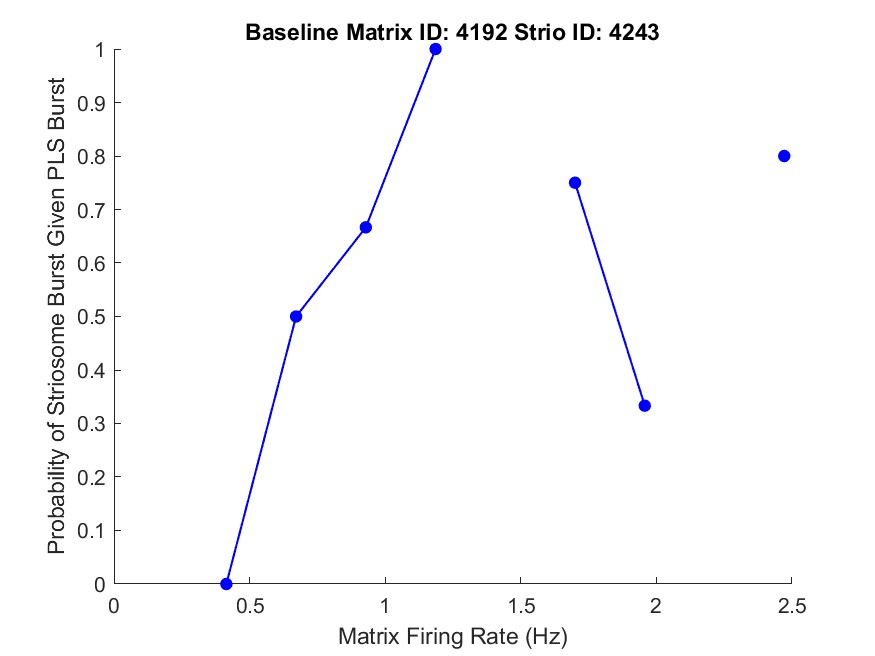 Baseline Matrix ID: 4192 Strio ID: 4243
Probability of Striosome Burst Given PLS Burst
1
0.9
0.8
0.7
0.6
0.5
0.4
0.3
0.2
0.1
0
0 0.5 1 1.5 2 2.5
Matrix Firing Rate (Hz)